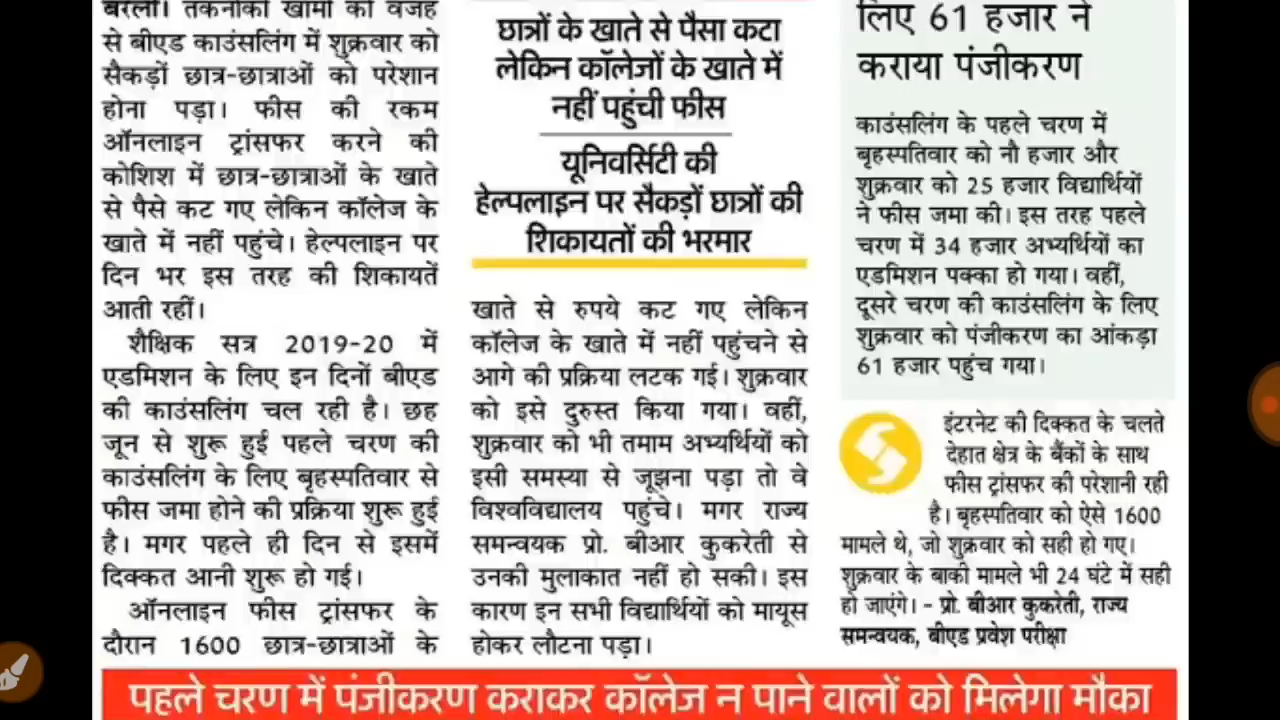 बरेली। तकनीकी खामी की वजह
से बीएड काउंसलिंग में शुक्रवार को
सैकड़ों छात्र-छात्राओं को परेशान
होना पड़ा। फीस की रकम
ऑनलाइन ट्रांसफर करने की
कोशिश में छात्र-छात्राओं के खाते
से पैसे कट गए लेकिन कॉलेज के
खाते में नहीं पहुंचे। हेल्पलाइन पर
दिन भर इस तरह की शिकायतें
आती रहीं।
शैक्षिक सत्र 2019-20 में
एडमिशन के लिए इन दिनों बीएड
की काउंसलिंग चल रही है। छह
जून से शुरू हुई पहले चरण की
काउंसलिंग के लिए बृहस्पतिवार से
फीस जमा होने की प्रक्रिया शुरू हुई
है। मगर पहले ही दिन से इसमें
दिक्कत आनी शुरू हो गई।
ऑनलाइन फीस ट्रांसफर के
दौरान 1600 छात्र-छात्राओं के
छात्रों के खाते से पैसा कटा
लेकिन कॉलेजों के खाते में
नहीं पहुंची फीस
यूनिवर्सिटी की
हेल्पलाइन पर सैकड़ों छात्रों की
शिकायतों की भरमार
खाते से रुपये कट गए लेकिन
कॉलेज के खाते में नहीं पहुंचने से
आगे की प्रक्रिया लटक गई। शुक्रवार
को इसे दुरुस्त किया गया। वहीं,
शुक्रवार को भी तमाम अभ्यर्थियों को
इसी समस्या से जूझना पड़ा तो वे
विश्वविद्यालय पहुंचे। मगर राज्य
समन्वयक प्रो. बीआर कुकरेती से
उनकी मुलाकात नहीं हो सकी। इस
कारण इन सभी विद्यार्थियों को मायूस
होकर लौटना पड़ा।
लिए 61 हजार ने
कराया पंजीकरण
काउंसलिंग के पहले चरण में
बृहस्पतिवार को नौ हजार और
शुक्रवार को 25 हजार विद्यार्थियों
ने फीस जमा की। इस तरह पहले
चरण में 34 हजार अभ्यर्थियों का
एडमिशन पक्का हो गया। वहीं,
दूसरे चरण की काउंसलिंग के लिए
शुक्रवार को पंजीकरण का आंकड़ा
61 हजार पहुंच गया।
इंटरनेट की दिक्कत के चलते
देहात क्षेत्र के बैंकों के साथ
फीस ट्रांसफर की परेशानी रही
है। बृहस्पतिवार को ऐसे 1600
मामले थे, जो शुक्रवार को सही हो गए।
शुक्रवार के बाकी मामले भी 24 घंटे में सही
हो जाएंगे। - प्रो. बीआर कुकरेती, राज्य
समन्वयक, बीएड प्रवेश परीक्षा
पहले चरण में पंजीकरण कराकर कॉलेज न पाने वालों को मिलेगा मौका